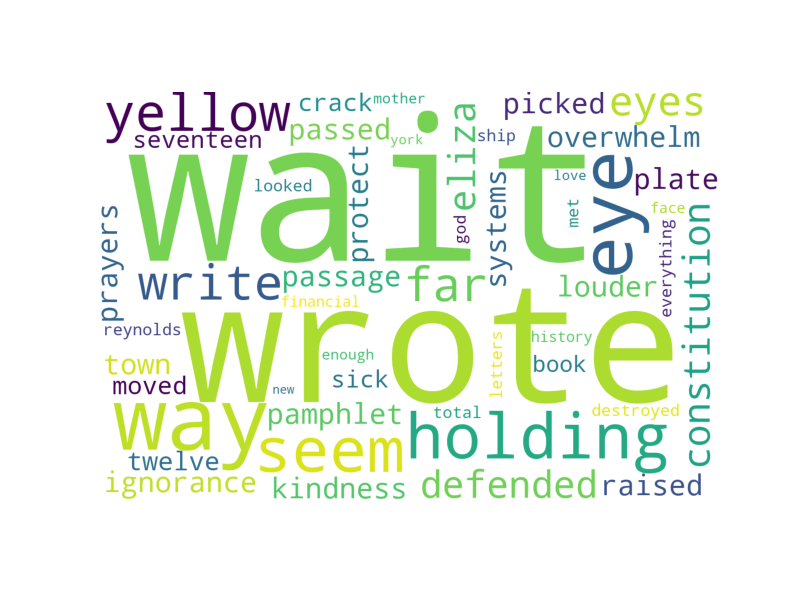 yellow
crack
mother
picked
eyes
seventeen
passed
york
eliza
ship
overwhelm
wait
looked
protect
god
systems
love
met
eye
plate
face
prayers
write
passage
far
louder
everything
constitution
financial
reynolds
wrote
history
town
enough
letters
book
moved
sick
new
way
pamphlet
total
destroyed
seem
holding
twelve
ignorance
kindness
defended
raised